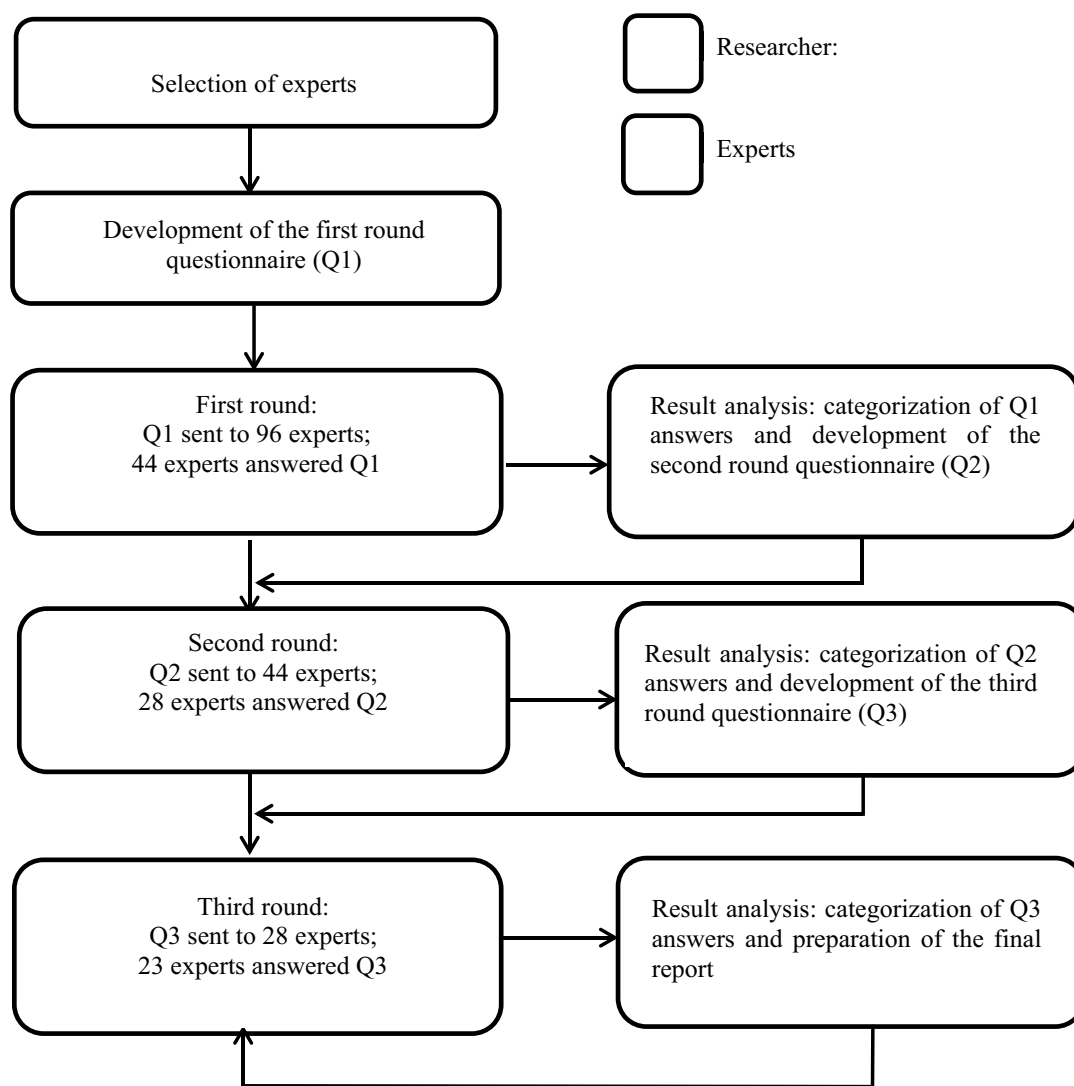 Selection of experts
Researcher:
Experts
Development of the first round
questionnaire (Q1)
First round:
Q1 sent to 96 experts;
44 experts answered Q1
Result analysis: categorization of Q1
answers and development of the
second round questionnaire (Q2)
Second round:
Q2 sent to 44 experts;
28 experts answered Q2
Result analysis: categorization of Q2
answers and development of the third
round questionnaire (Q3)
Third round:
Q3 sent to 28 experts;
23 experts answered Q3
Result analysis: categorization of Q3
answers and preparation of the final
report